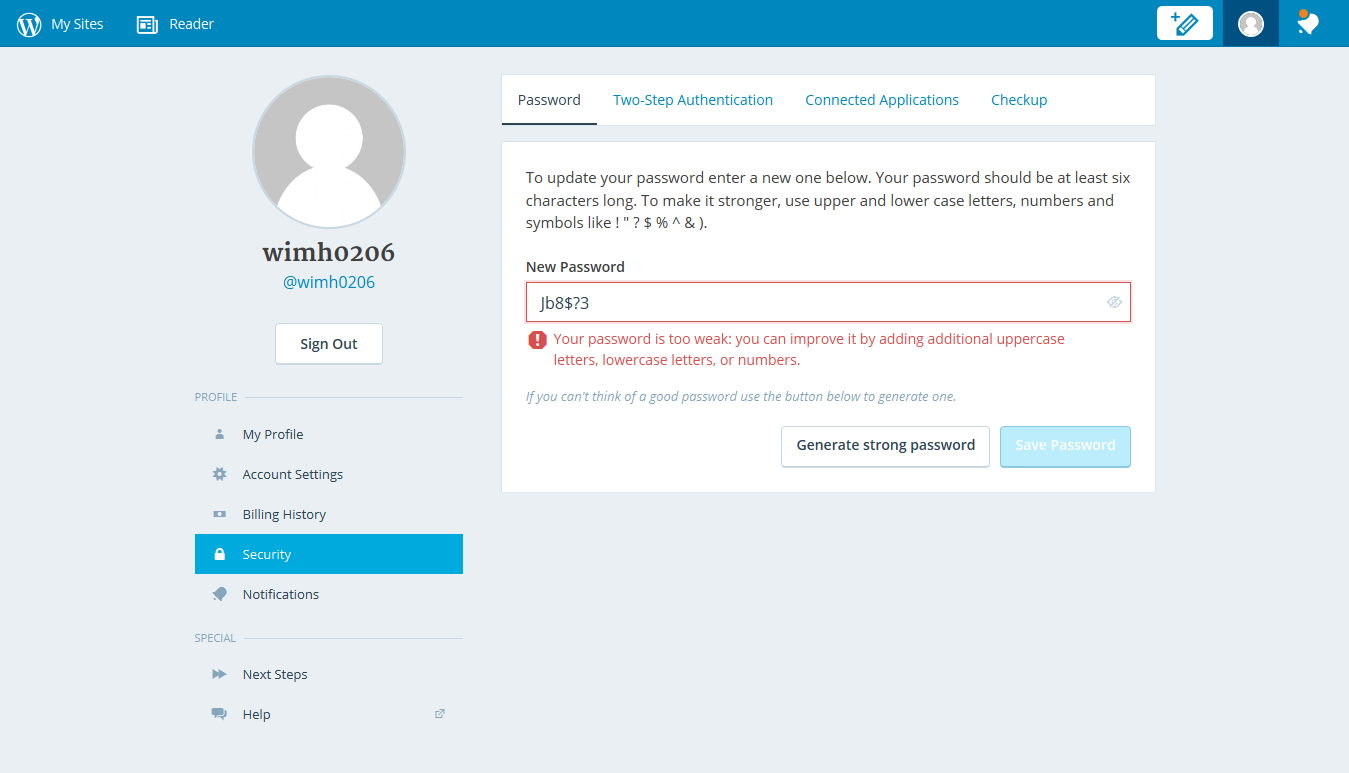 My Sites
Reader
wimh0206
@wimh0206
Sign Out
PROFILE
My Profile
Account Settings
Billing History
Security
Notifications
SPECIAL
Next Steps
Help
Password
Two-Step Authentication
Connected Applications
Checkup
To update your password enter a new one below. Your password should be at least six
characters long. To make it stronger, use upper and lower case letters, numbers and
symbols like ! " ? $ % ^ & ).
New Password
Jb8$?3
Your password is too weak: you can improve it by adding additional uppercase
letters, lowercase letters, or numbers.
If you can't think of a good password use the button below to generate one.
Generate strong password
Save Password